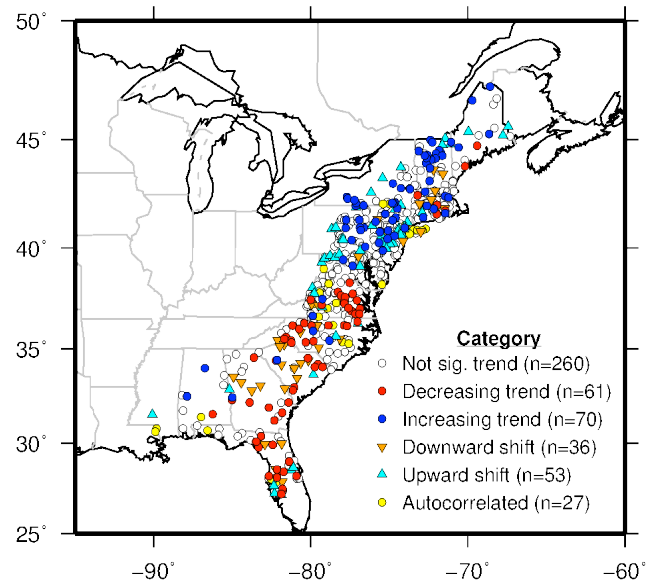 50°
45°
40°
35°
30°
25°
Category
Not sig. trend (n=260)
Decreasing trend (n=61)
Increasing trend (n=70)
Downward shift (n=36)
Upward shift (n=53)
Autocorrelated (n=27)
−90° −80° −70° −60°